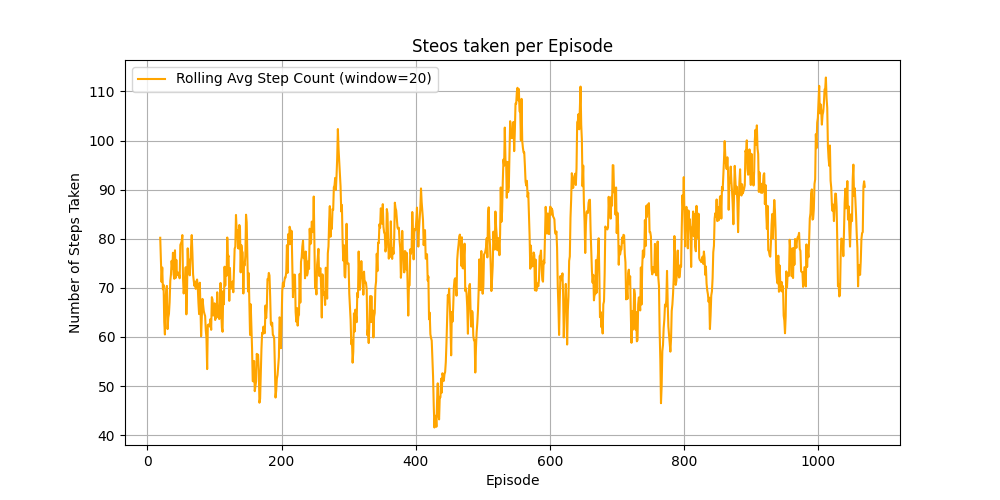 Steos taken per Episode
Rolling Avg Step Count (window=20)
Number of Steps Taken
110
100
90
80
70
60
50
40
0 200 400 600 800 1000
Episode